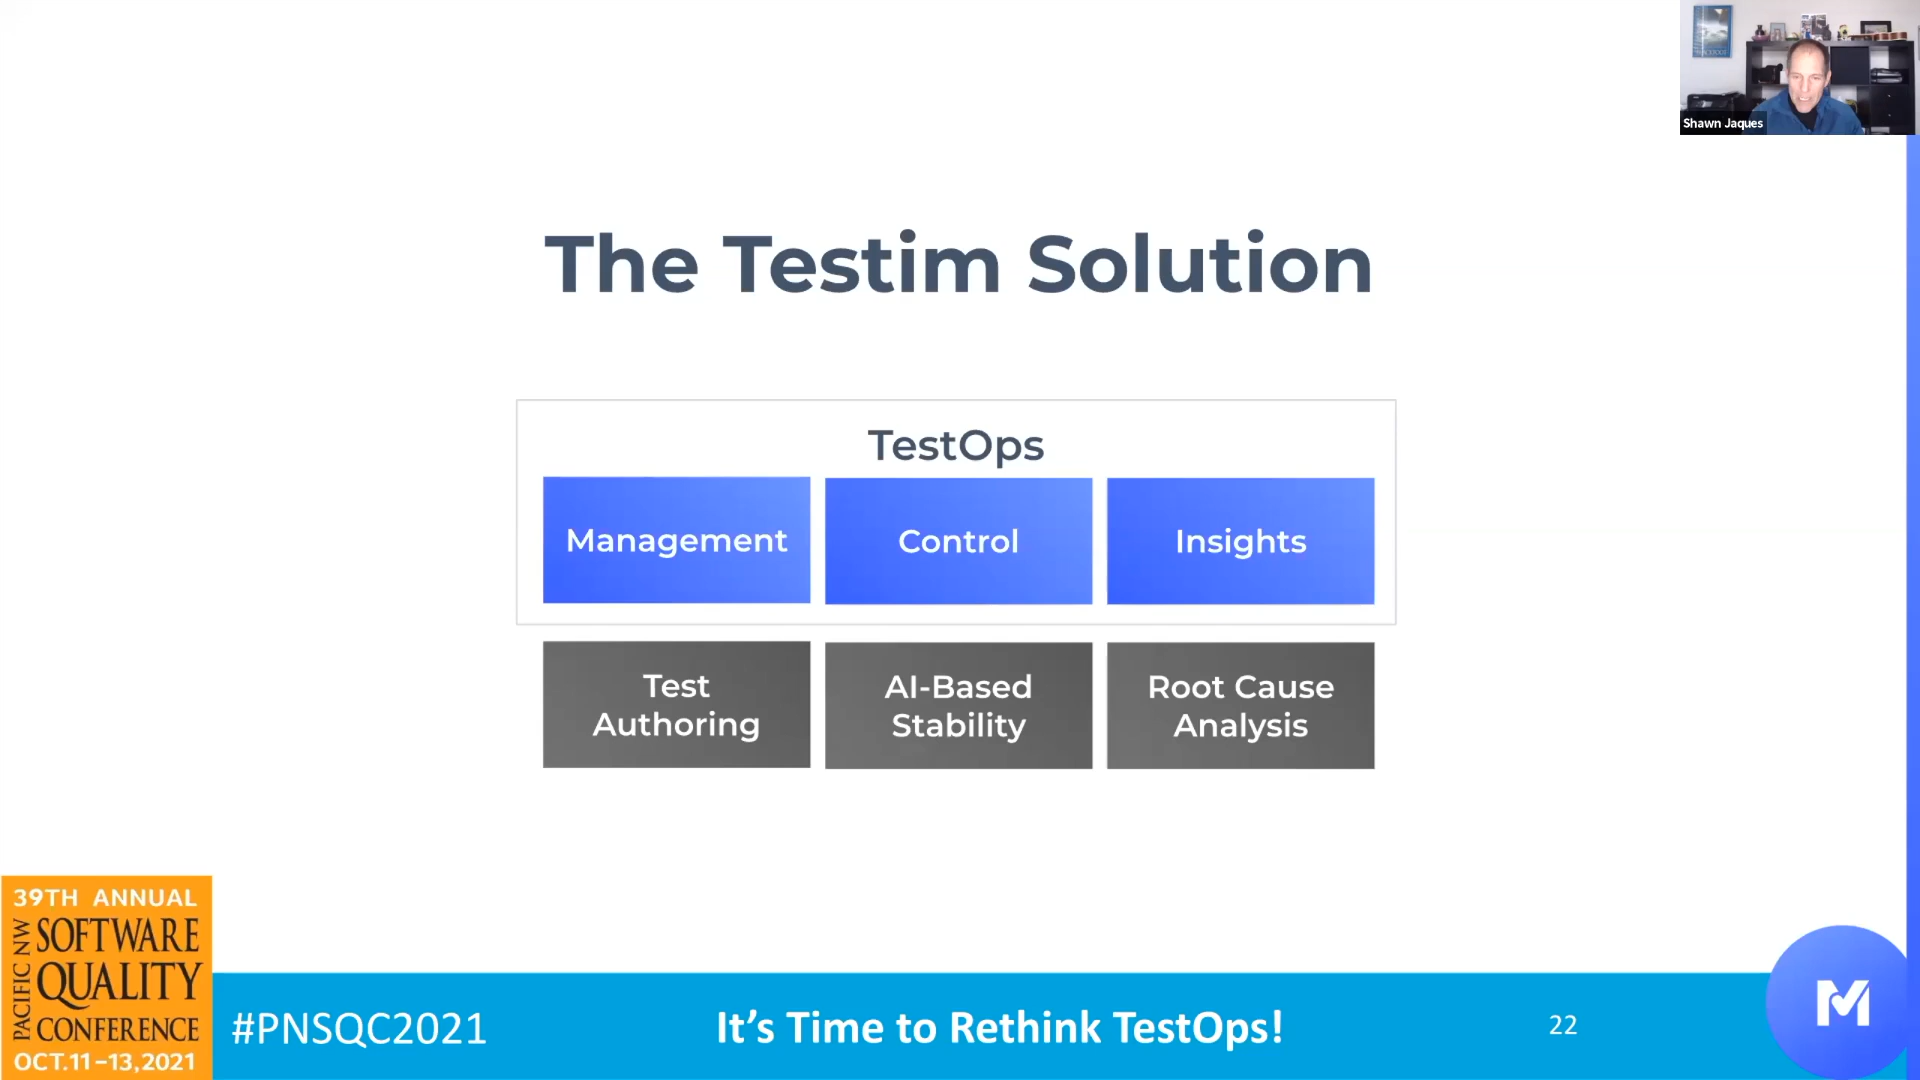 Shawn Jaques
The Testim Solution
TestOps
Management
Control
Insights
Test
Authoring
AI-Based
Stability
Root Cause
Analysis
39TH ANNUAL
PACIFIC NW
SOFTWARE
QUALITY
CONFERENCE
OCT.11-13,2021
#PNSQC2021
It's Time to Rethink TestOps!
22